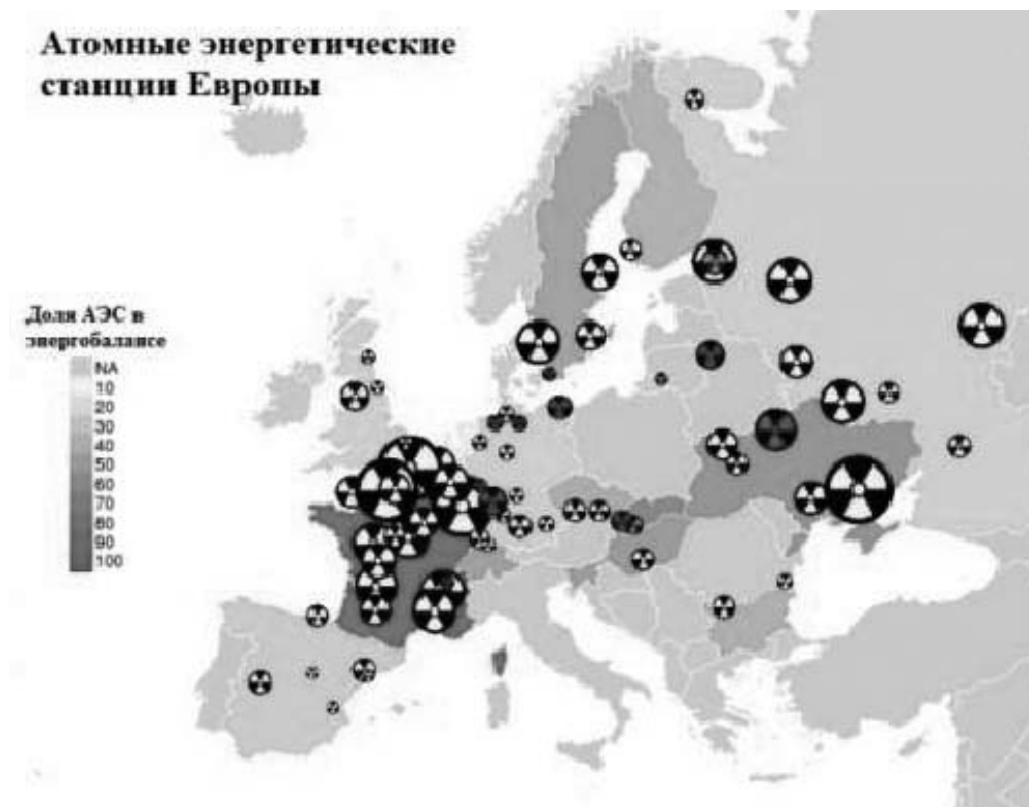 Атомные энергетические
станции Европы
Доля АЭС в
энергобалансе
NA
10
20
30
40
50
60
70
80
90
100